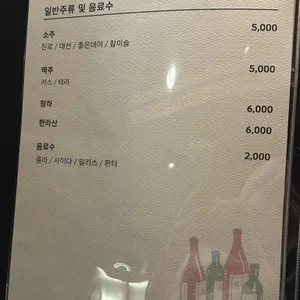 일반주류 및 음료수
소주 5,000
진로 / 대선 / 좋은데이 / 참이슬
맥주 5,000
카스 / 테라
청하 6,000
한라산 6,000
음료수 2,000
콜라 / 사이다 / 밀키스 / 환타